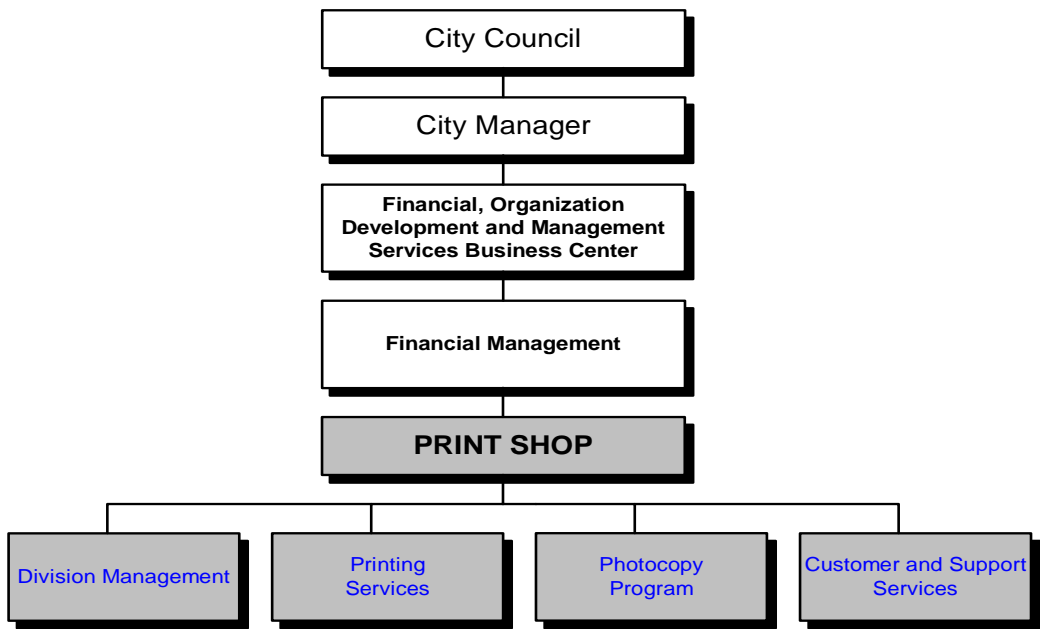 City Council
City Manager
Financial, Organization
Development and Management
Services Business Center
Financial Management
PRINT SHOP
Division Management
Printing
Services
Photocopy
Program
Customer and Support
Services